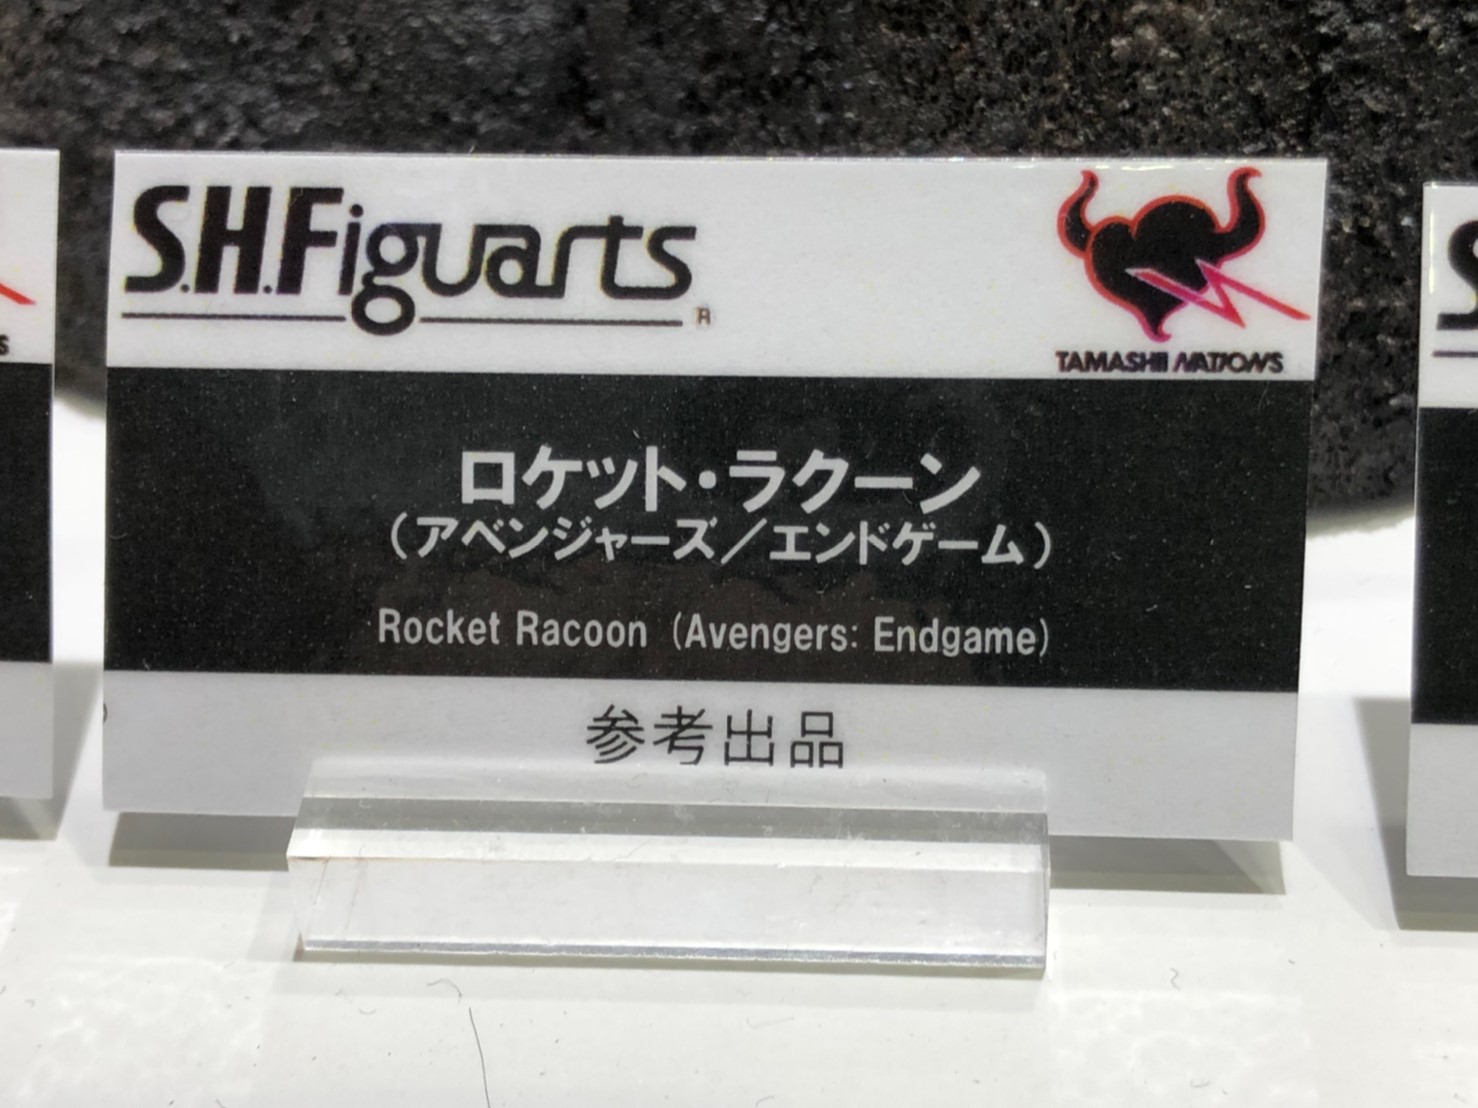 S.H.Figuarts
R
TAMASHII NATIONS
ロケット・ラクーン
（アベンジャーズ／エンドゲーム）
Rocket Racoon (Avengers: Endgame)
参考出品